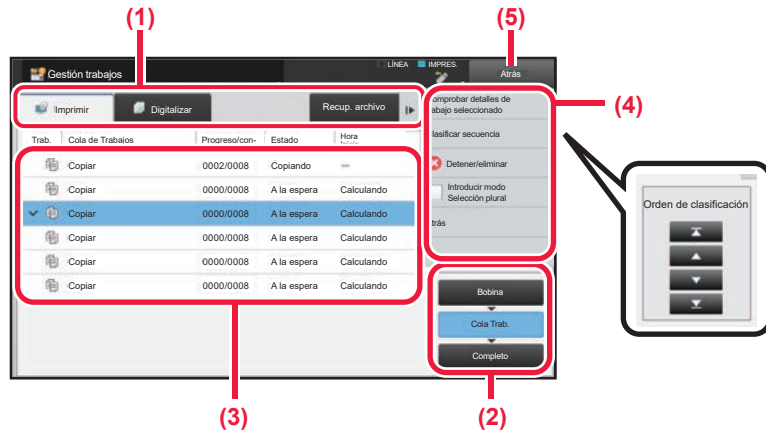 (1)
(5)
LÍNEA
IMPRES.
Gestión trabajos
Atrás
Imprimir
Digitalizar
Recup. archivo
omprobar detalles de
abajo seleccionado
(4)
Trab.
Cola de Trabajos
Progreso/con-
Estado
Hora
lasificar secuencia
Copiar
0002/0008
Copiando
Detener/eliminar
Copiar
0000/0008
A la espera
Calculando
Introducir modo
Selección plural
Copiar
0000/0008
A la espera
Calculando
trás
Copiar
0000/0008
A la espera
Calculando
Copiar
0000/0008
A la espera
Calculando
Copiar
0000/0008
A la espera
Calculando
Orden de clasificación
Bobina
Cola Trab.
Completo
(3)
(2)